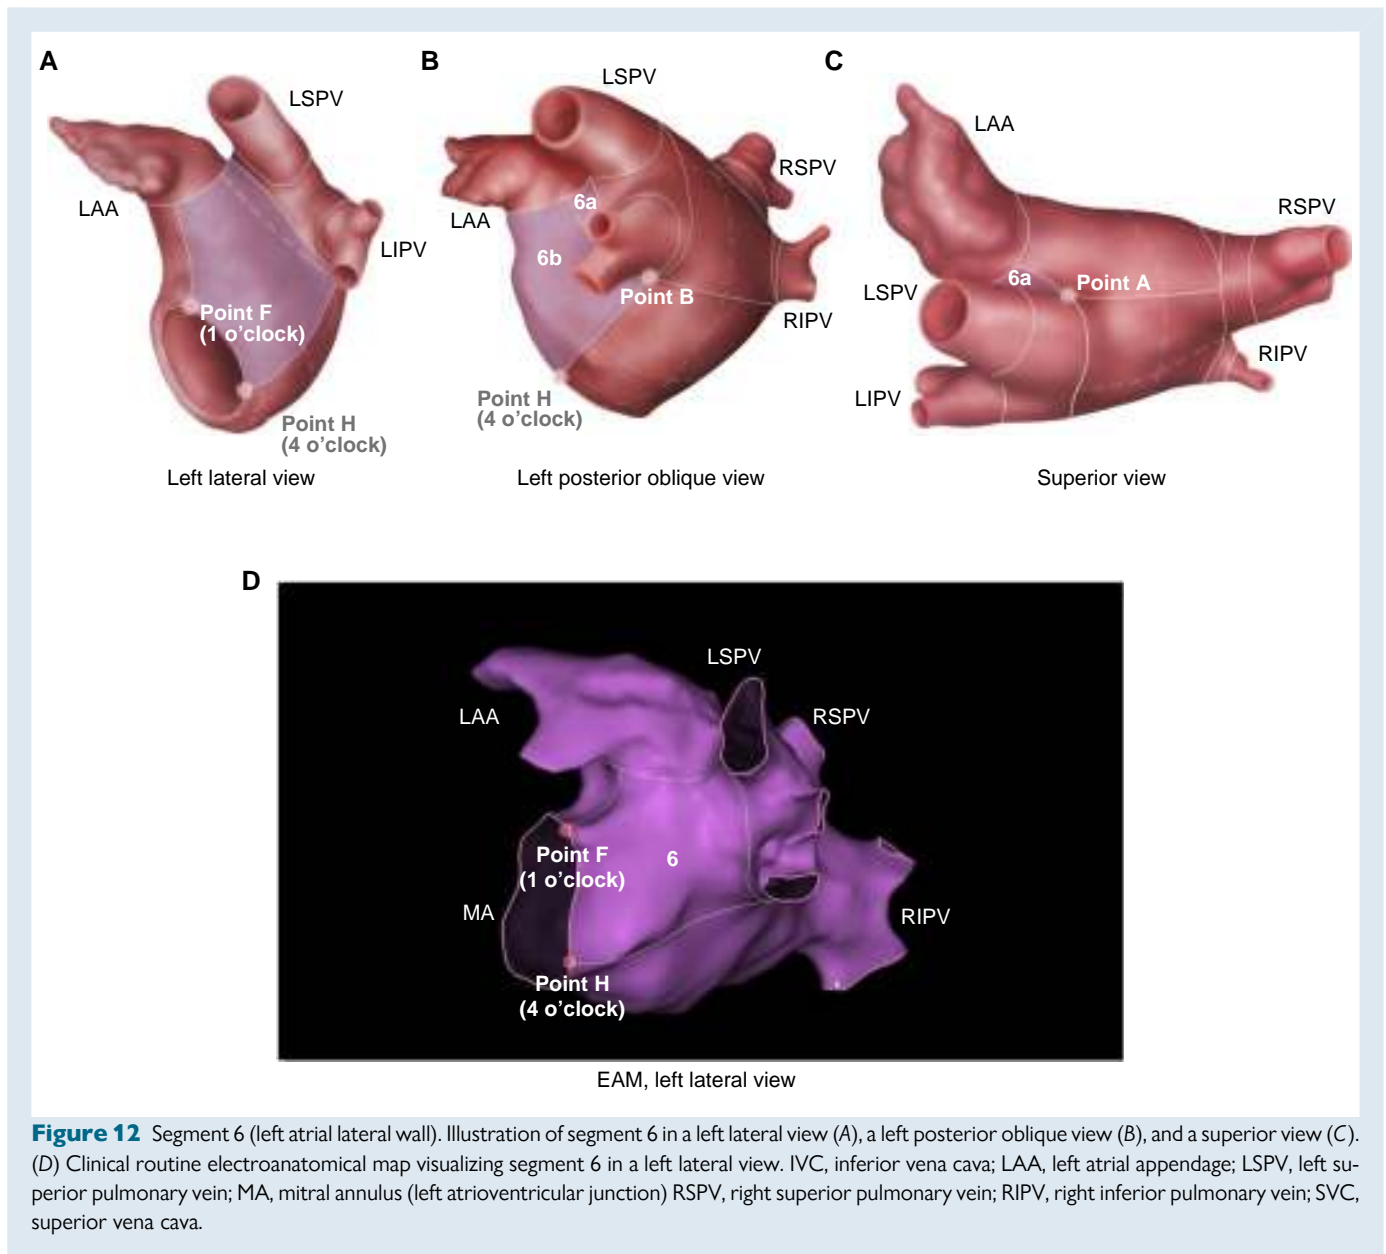 A
LSPV
LAA
LIPV
Point F
(1 o’clock)
Point H
(4 o’clock)
Left lateral view
B
LSPV
RSPV
LAA
6a
6b
Point B
RIPV
Point H
(4 o’clock)
Left posterior oblique view
C
LAA
RSPV
6a
Point A
LSPV
RIPV
LIPV
Superior view
D
LSPV
LAA
RSPV
Point F
(1 o’clock)
6
MA
RIPV
Point H
(4 o’clock)
EAM, left lateral view
Figure 12 Segment 6 (left atrial lateral wall). Illustration of segment 6 in a left lateral view (A), a left posterior oblique view (B), and a superior view (C).
(D) Clinical routine electroanatomical map visualizing segment 6 in a left lateral view. IVC, inferior vena cava; LAA, left atrial appendage; LSPV, left su-
perior pulmonary vein; MA, mitral annulus (left atrioventricular junction) RSPV, right superior pulmonary vein; RIPV, right inferior pulmonary vein; SVC,
superior vena cava.